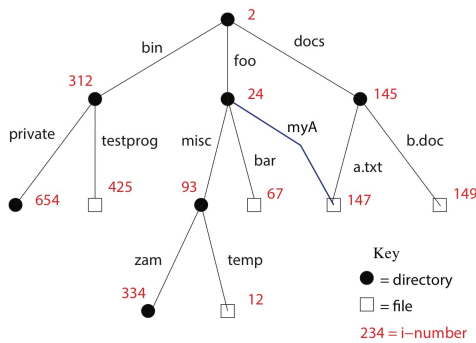 2
bin
foo
docs
312
24
145
private
testprog
misc
bar
myA
a.txt
b.doc
654
425
93
67
147
149
zam
temp
334
12
Key
= directory
= file
234 = i−number